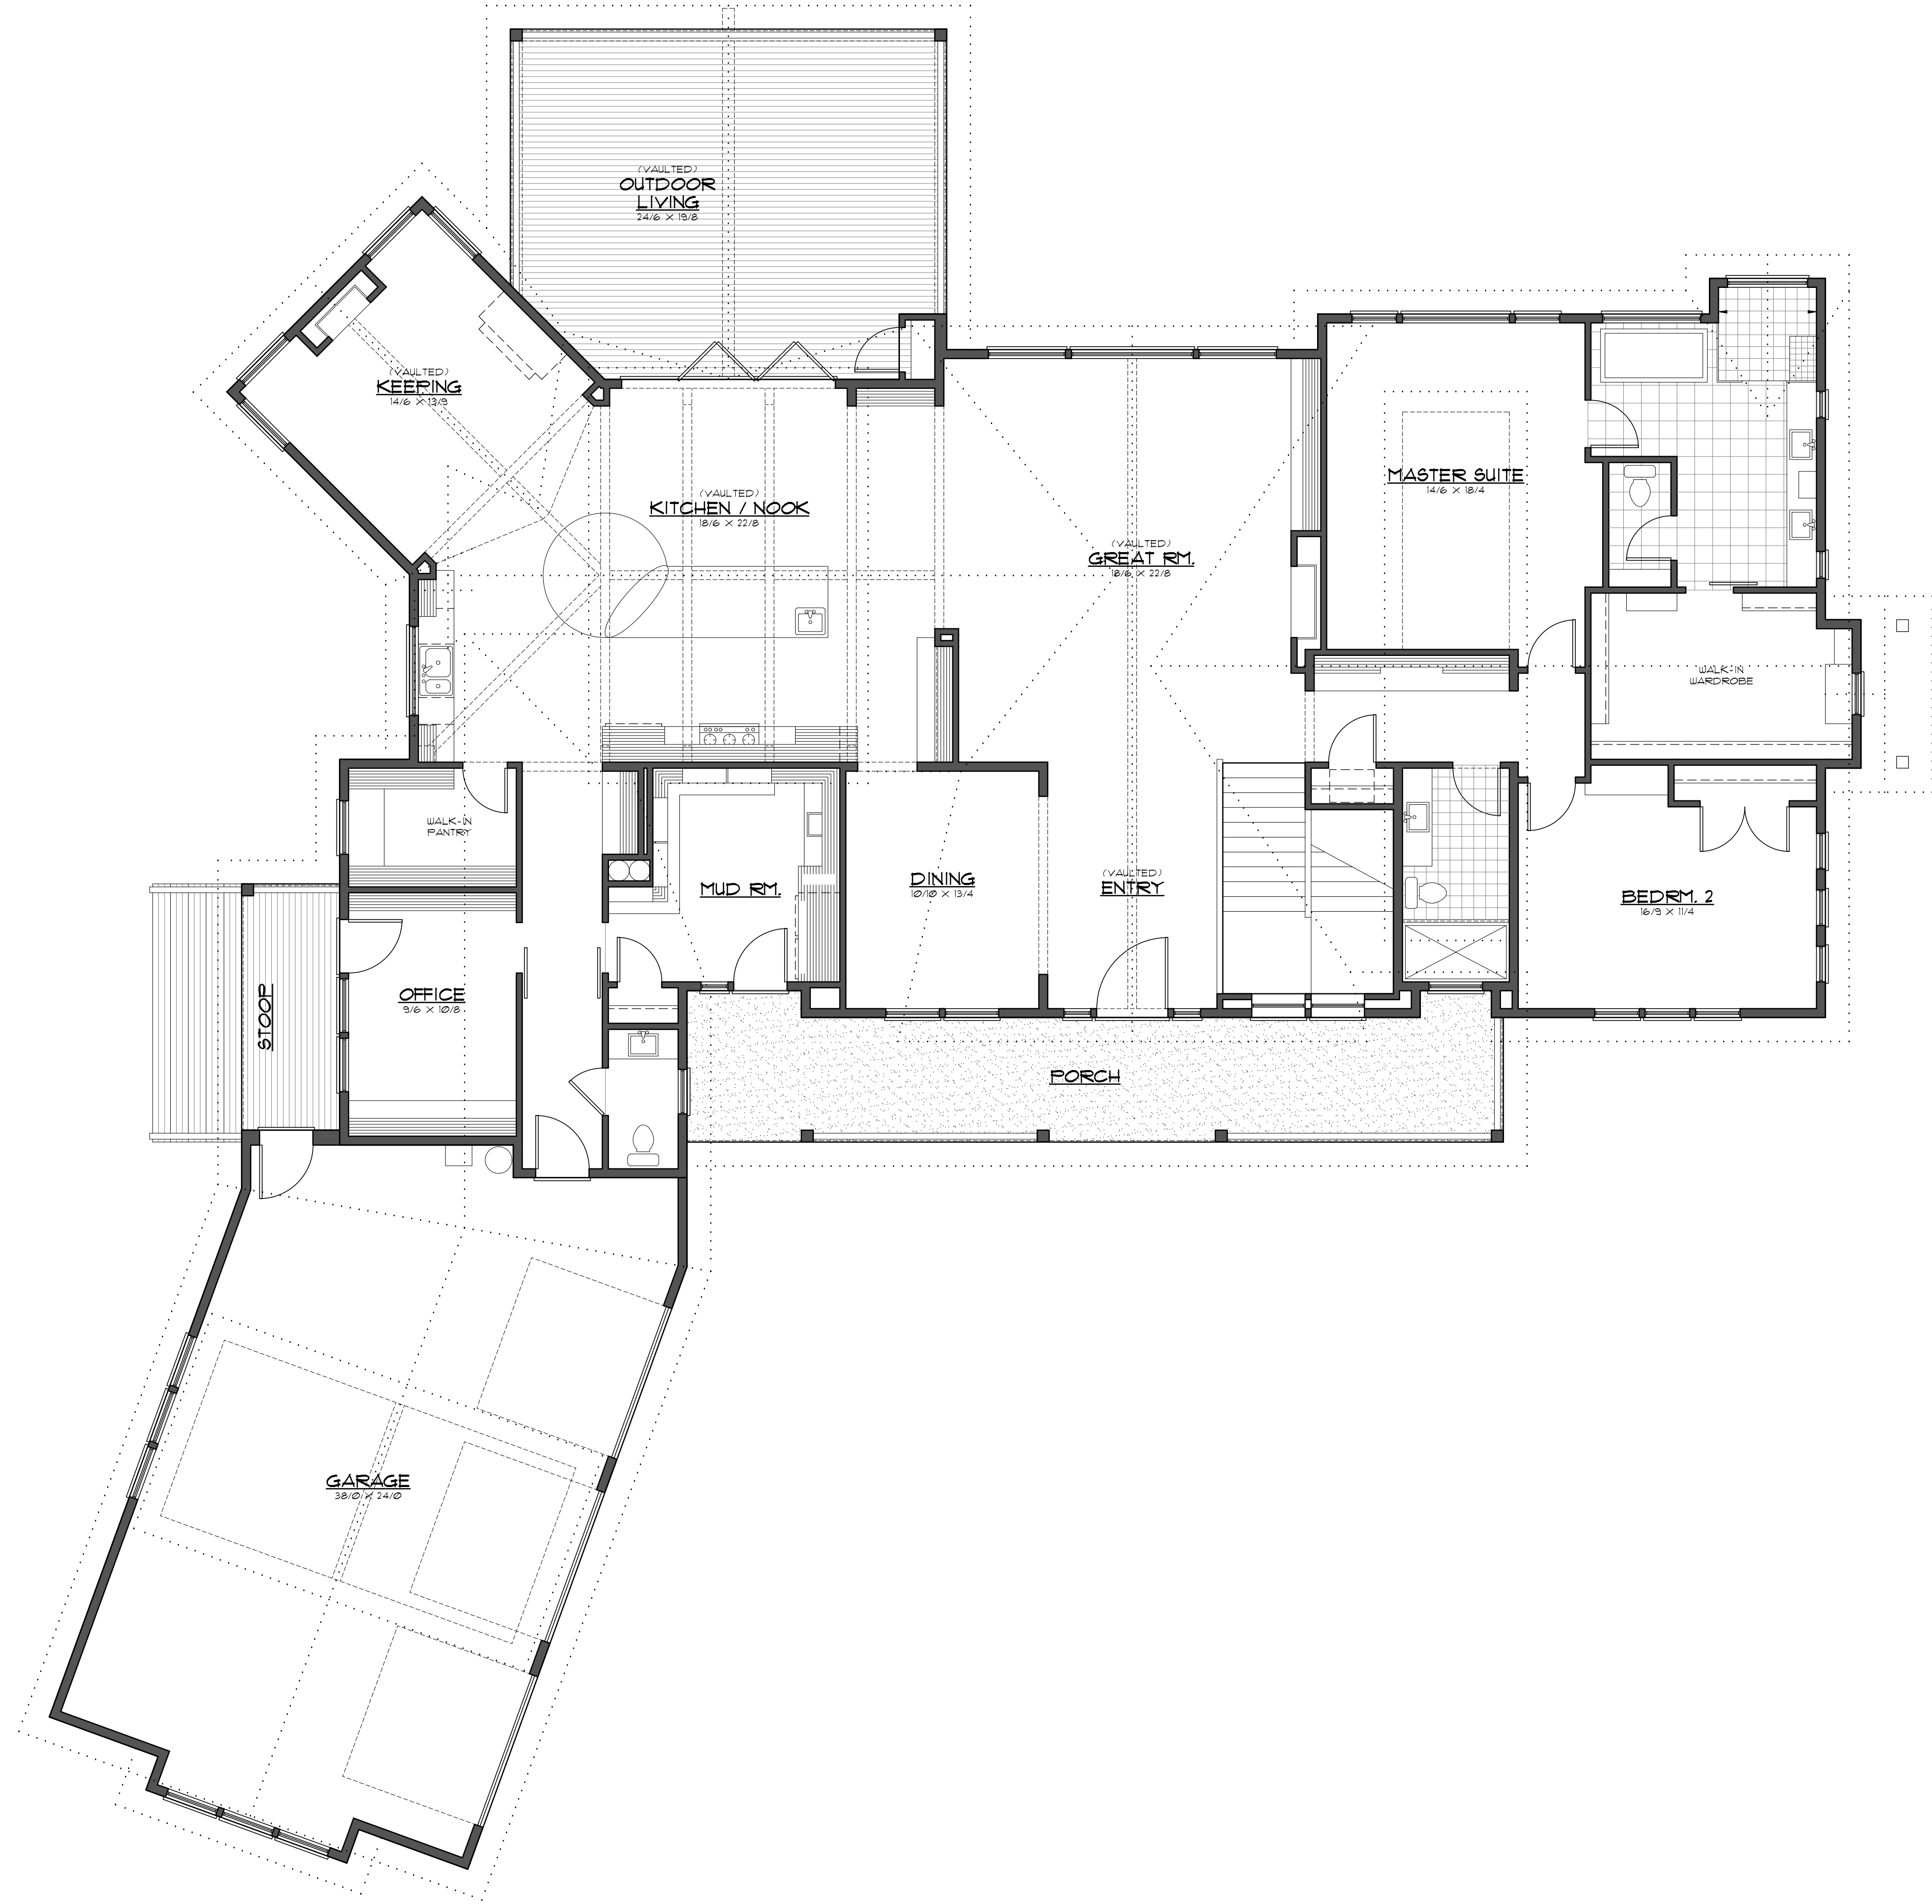 (VAULTED)
OUTDOOR
LIVING
24/6 X 19/8
(VAULTED)
KEERING
14/6 X 13/9
(VAULTED)
KITCHEN / NOOK
18/6 X 22/8
(VAULTED)
GREAT RM.
18/6 X 22/8
MASTER SUITE
14/6 X 18/4
WALK-IN
WARDROBE
WALK-IN
PANTRY
MUD RM.
DINING
10/10 X 13/4
(VAULTED)
ENTRY
BEDRM. 2
16/9 X 11/4
STOOP
OFFICE
9/6 X 10/8
PORCH
GARAGE
38/0 X 24/0